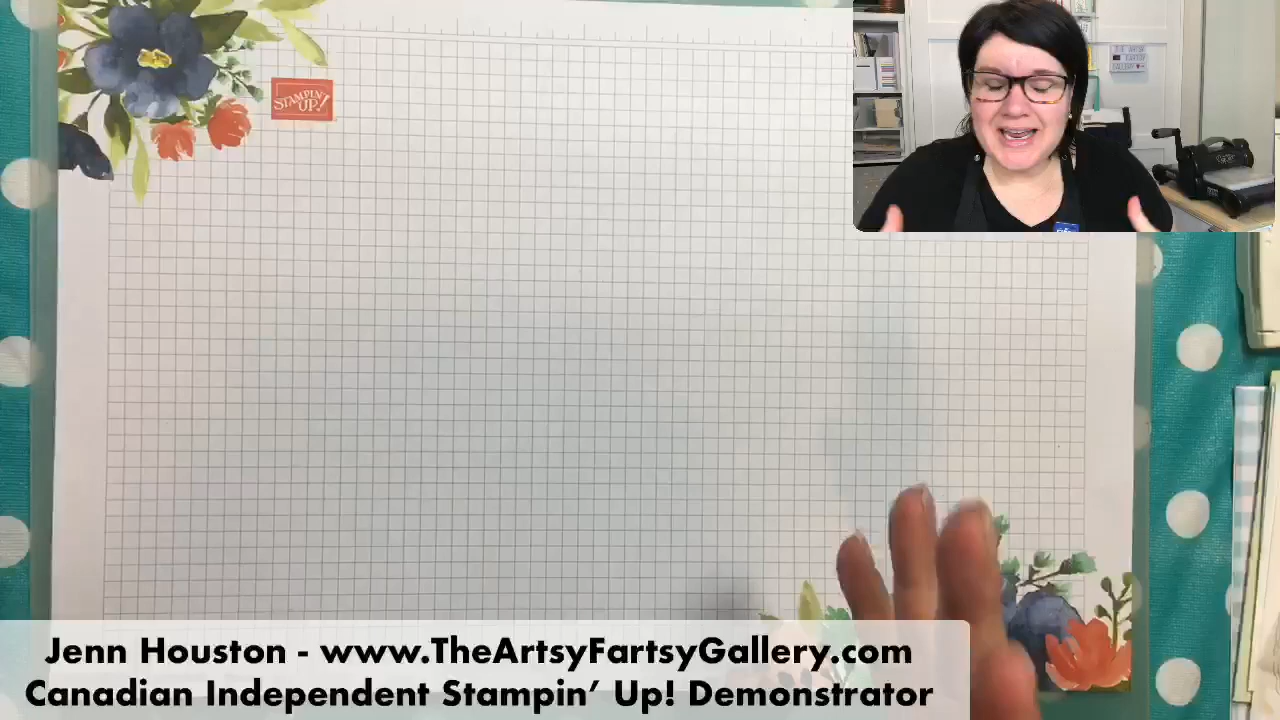 STAMPIN'
UP!
Jenn Houston - www.TheArtsyFartsyGallery.com
Canadian Independent Stampin’ Up! Demonstrator